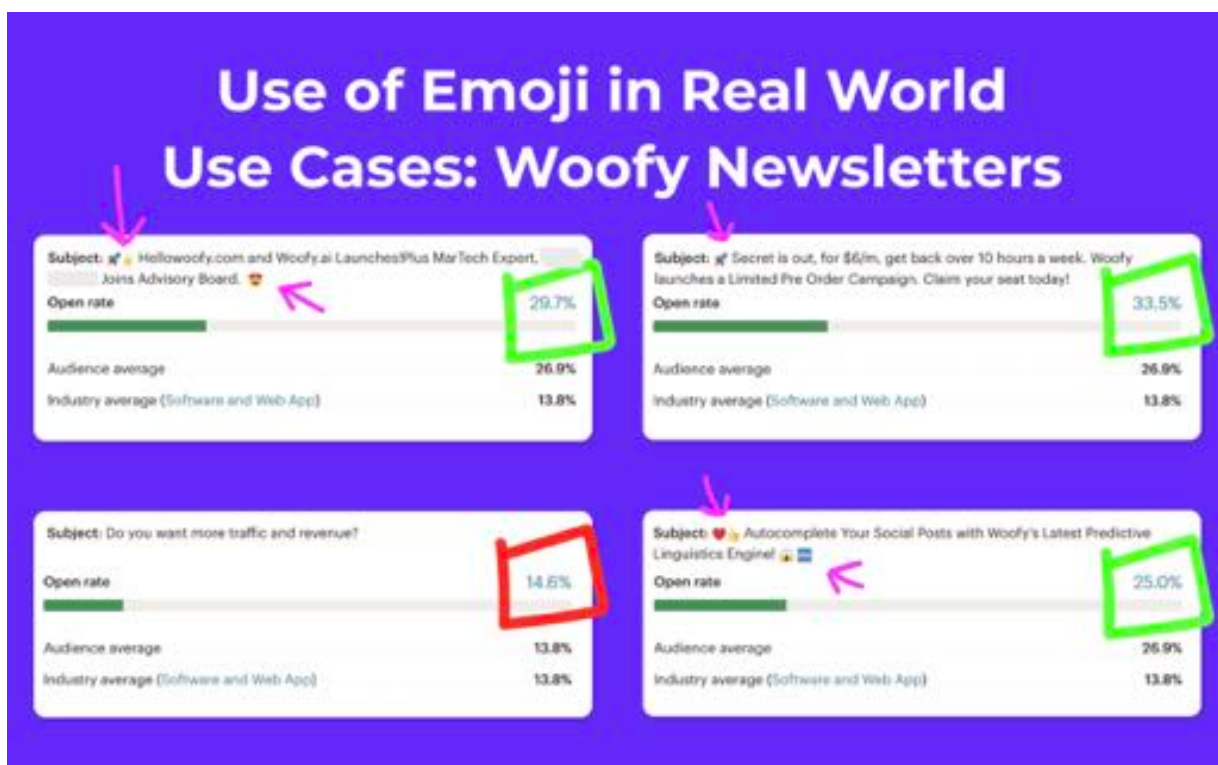 Use of Emoji in Real World
Use Cases: Woofy Newsletters
Subject: 🚀👍 Hellowoofy.com and Woofy.ai Launches!Plus MarTech Expert,
Joins Advisory Board. 😍
Open rate
29.7%
Audience average 26.9%
Industry average (Software and Web App) 13.8%
Subject: 🚀 Secret is out, for $6/m, get back over 10 hours a week. Woofy
launches a Limited Pre Order Campaign. Claim your seat today!
Open rate
33.5%
Audience average 26.9%
Industry average (Software and Web App) 13.8%
Subject: Do you want more traffic and revenue?
Open rate 14.6%
Audience average 13.8%
Industry average (Software and Web App) 13.8%
Subject: ❤️👍 Autocomplete Your Social Posts with Woofy's Latest Predictive
Linguistics Engine! 😱
Open rate 25.0%
Audience average 26.9%
Industry average (Software and Web App) 13.8%